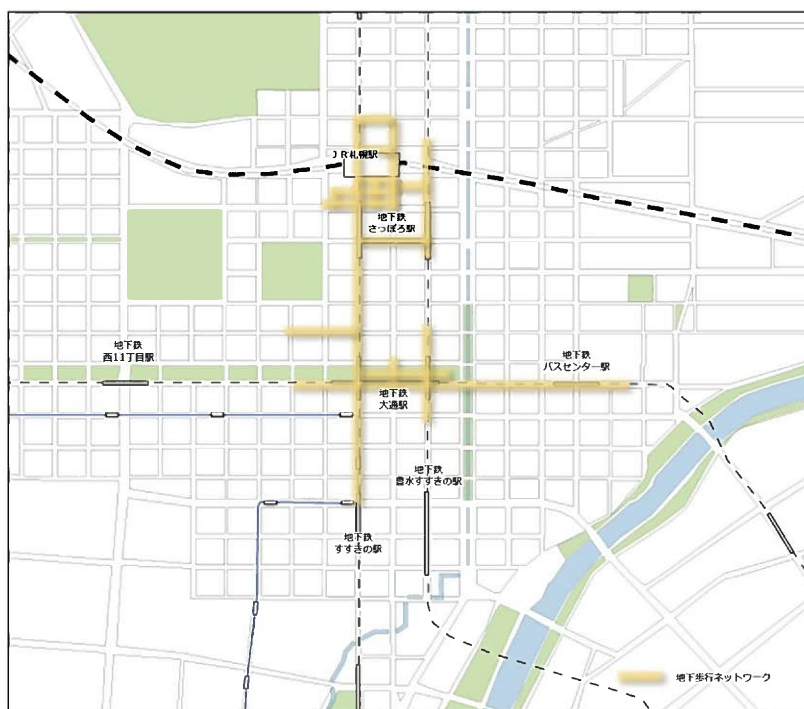 JR札幌駅
地下鉄
さっぽろ駅
地下鉄
西11丁目駅
地下鉄
バスセンター駅
地下鉄
大通駅
地下鉄
豊水すすきの駅
地下鉄
すすきの駅
地下歩行ネットワーク